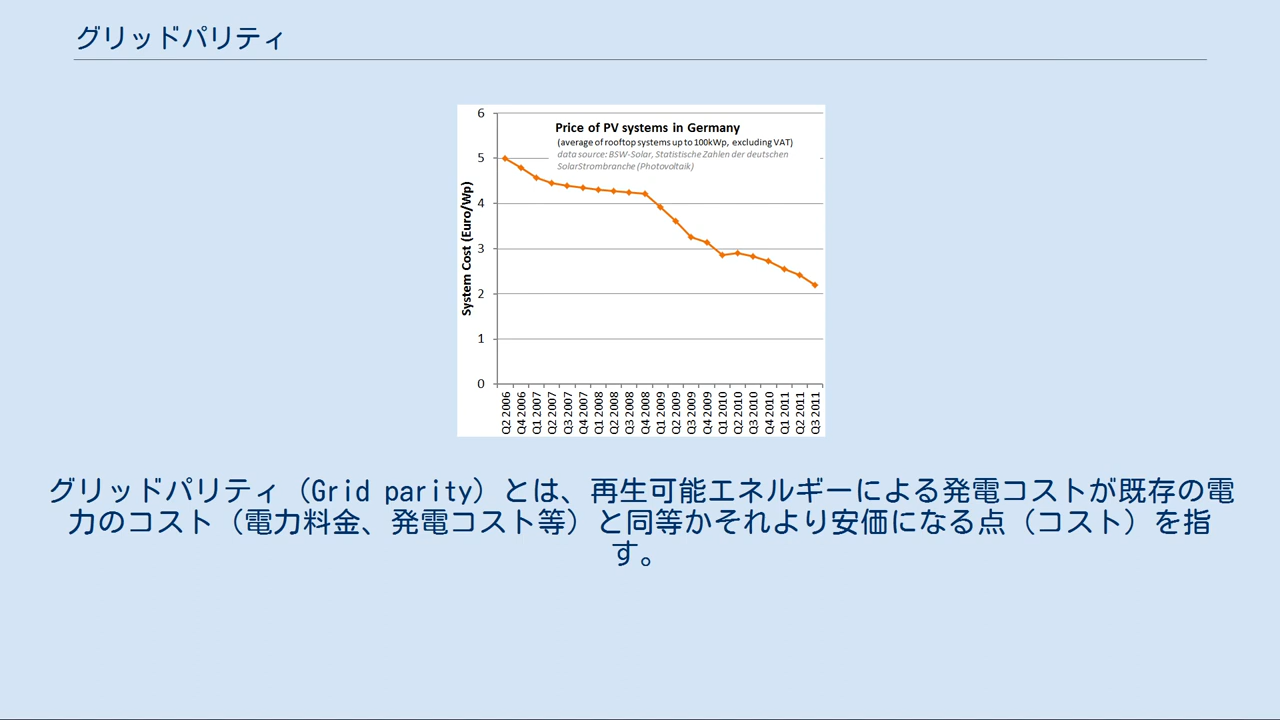 グリッドパリティ
Price of PV systems in Germany
(average of rooftop systems up to 100kWp, excluding VAT)
data source: BSW-Solar, Statistische Zahlen der deutschen
SolarStrombranche (Photovoltaik)
System Cost (Euro/Wp)
6
5
4
3
2
1
0
Q2 2006
Q4 2006
Q1 2007
Q2 2007
Q3 2007
Q4 2007
Q1 2008
Q2 2008
Q3 2008
Q4 2008
Q1 2009
Q2 2009
Q3 2009
Q4 2009
Q1 2010
Q2 2010
Q3 2010
Q4 2010
Q1 2011
Q2 2011
Q3 2011
グリッドパリティ（Grid parity）とは、再生可能エネルギーによる発電コストが既存の電
力のコスト（電力料金、発電コスト等）と同等かそれより安価になる点（コスト）を指
す。